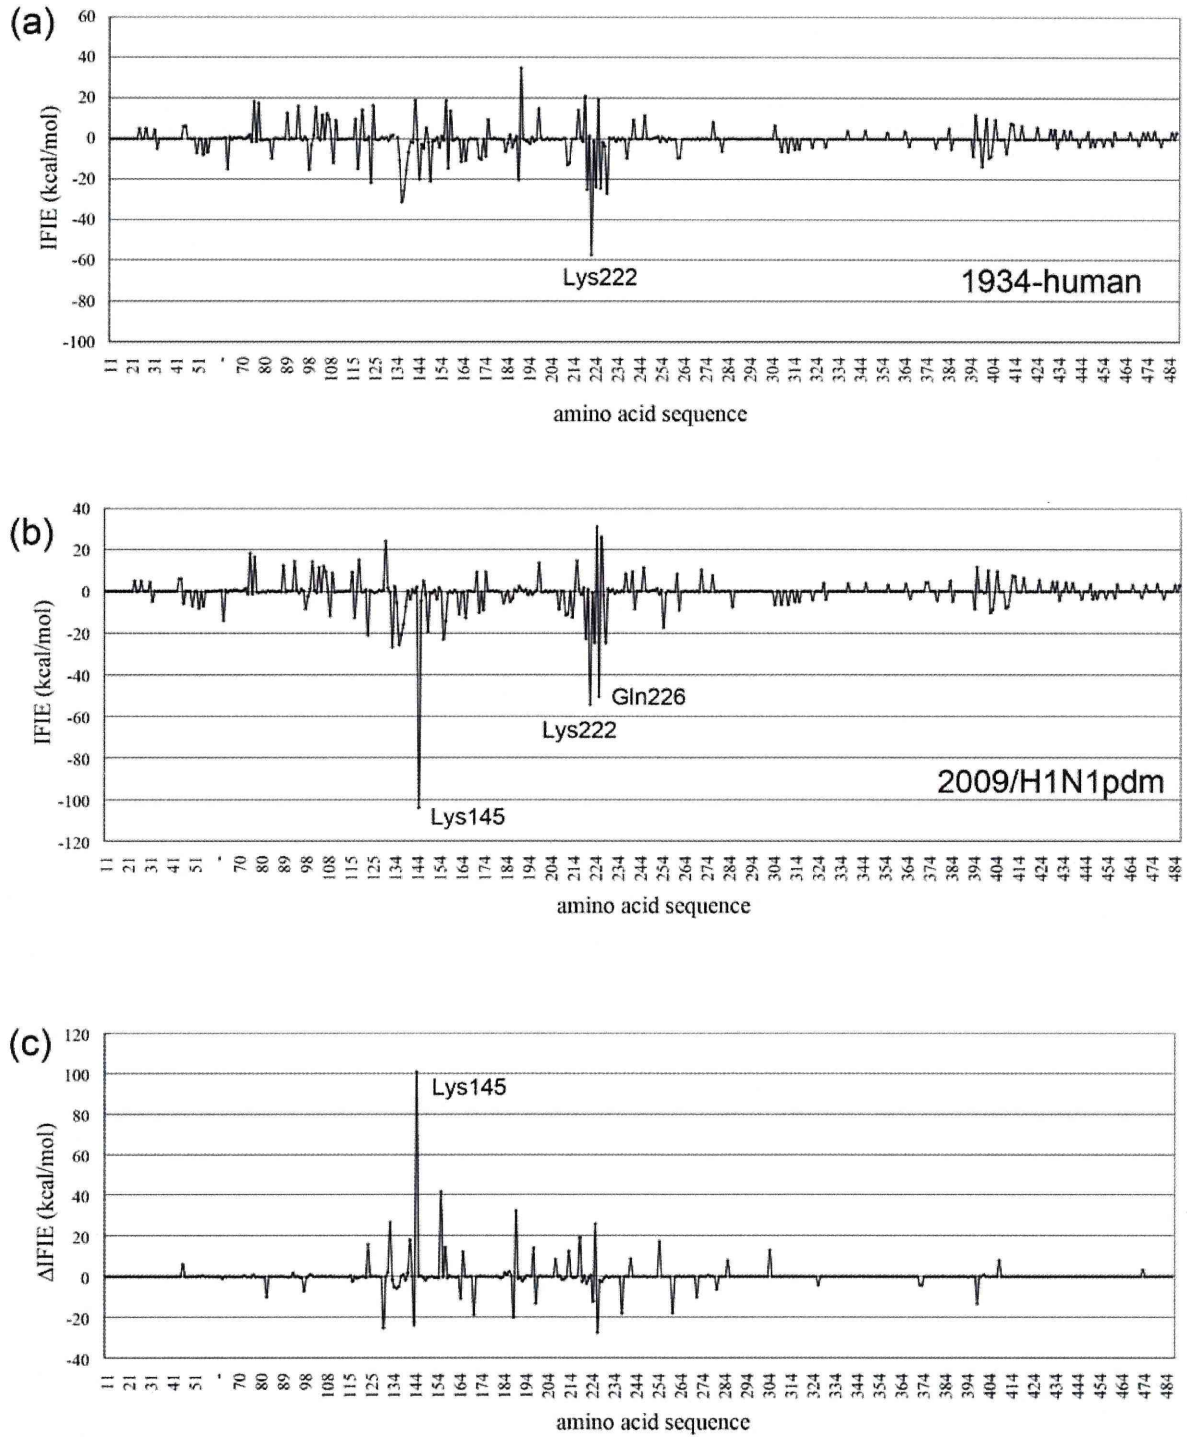 (a)
60
40
20
0
-20
-40
-60
-80
-100
IFIE (kcal/mol)
Lys222
1934-human
11 21 31 41 51 - 70 80 89 98 108 115 125 134 144 154 164 174 184 194 204 214 224 234 244 254 264 274 284 294 304 314 324 334 344 354 364 374 384 394 404 414 424 434 444 454 464 474 484
amino acid sequence
(b)
40
20
0
-20
-40
-60
-80
-100
-120
IFIE (kcal/mol)
Gln226
Lys222
Lys145
2009/H1N1pdm
11 21 31 41 51 - 70 80 89 98 108 115 125 134 144 154 164 174 184 194 204 214 224 234 244 254 264 274 284 294 304 314 324 334 344 354 364 374 384 394 404 414 424 434 444 454 464 474 484
amino acid sequence
(c)
120
100
80
60
40
20
0
-20
-40
ΔIFIE (kcal/mol)
Lys145
11 21 31 41 51 - 70 80 89 98 108 115 125 134 144 154 164 174 184 194 204 214 224 234 244 254 264 274 284 294 304 314 324 334 344 354 364 374 384 394 404 414 424 434 444 454 464 474 484
amino acid sequence